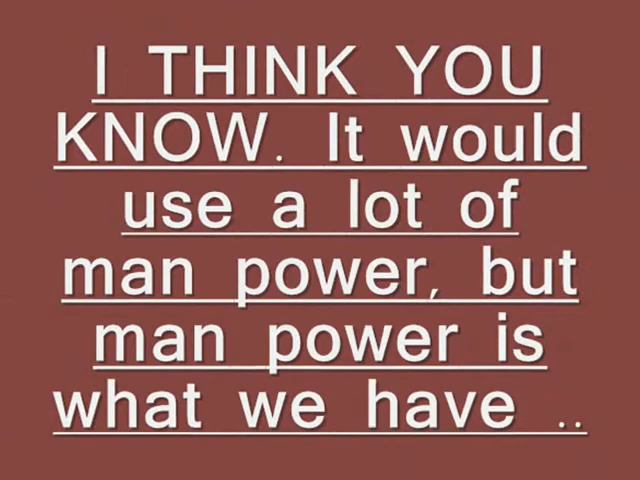 I THINK YOU
KNOW. It would
use a lot of
man power, but
man power is
what we have ..